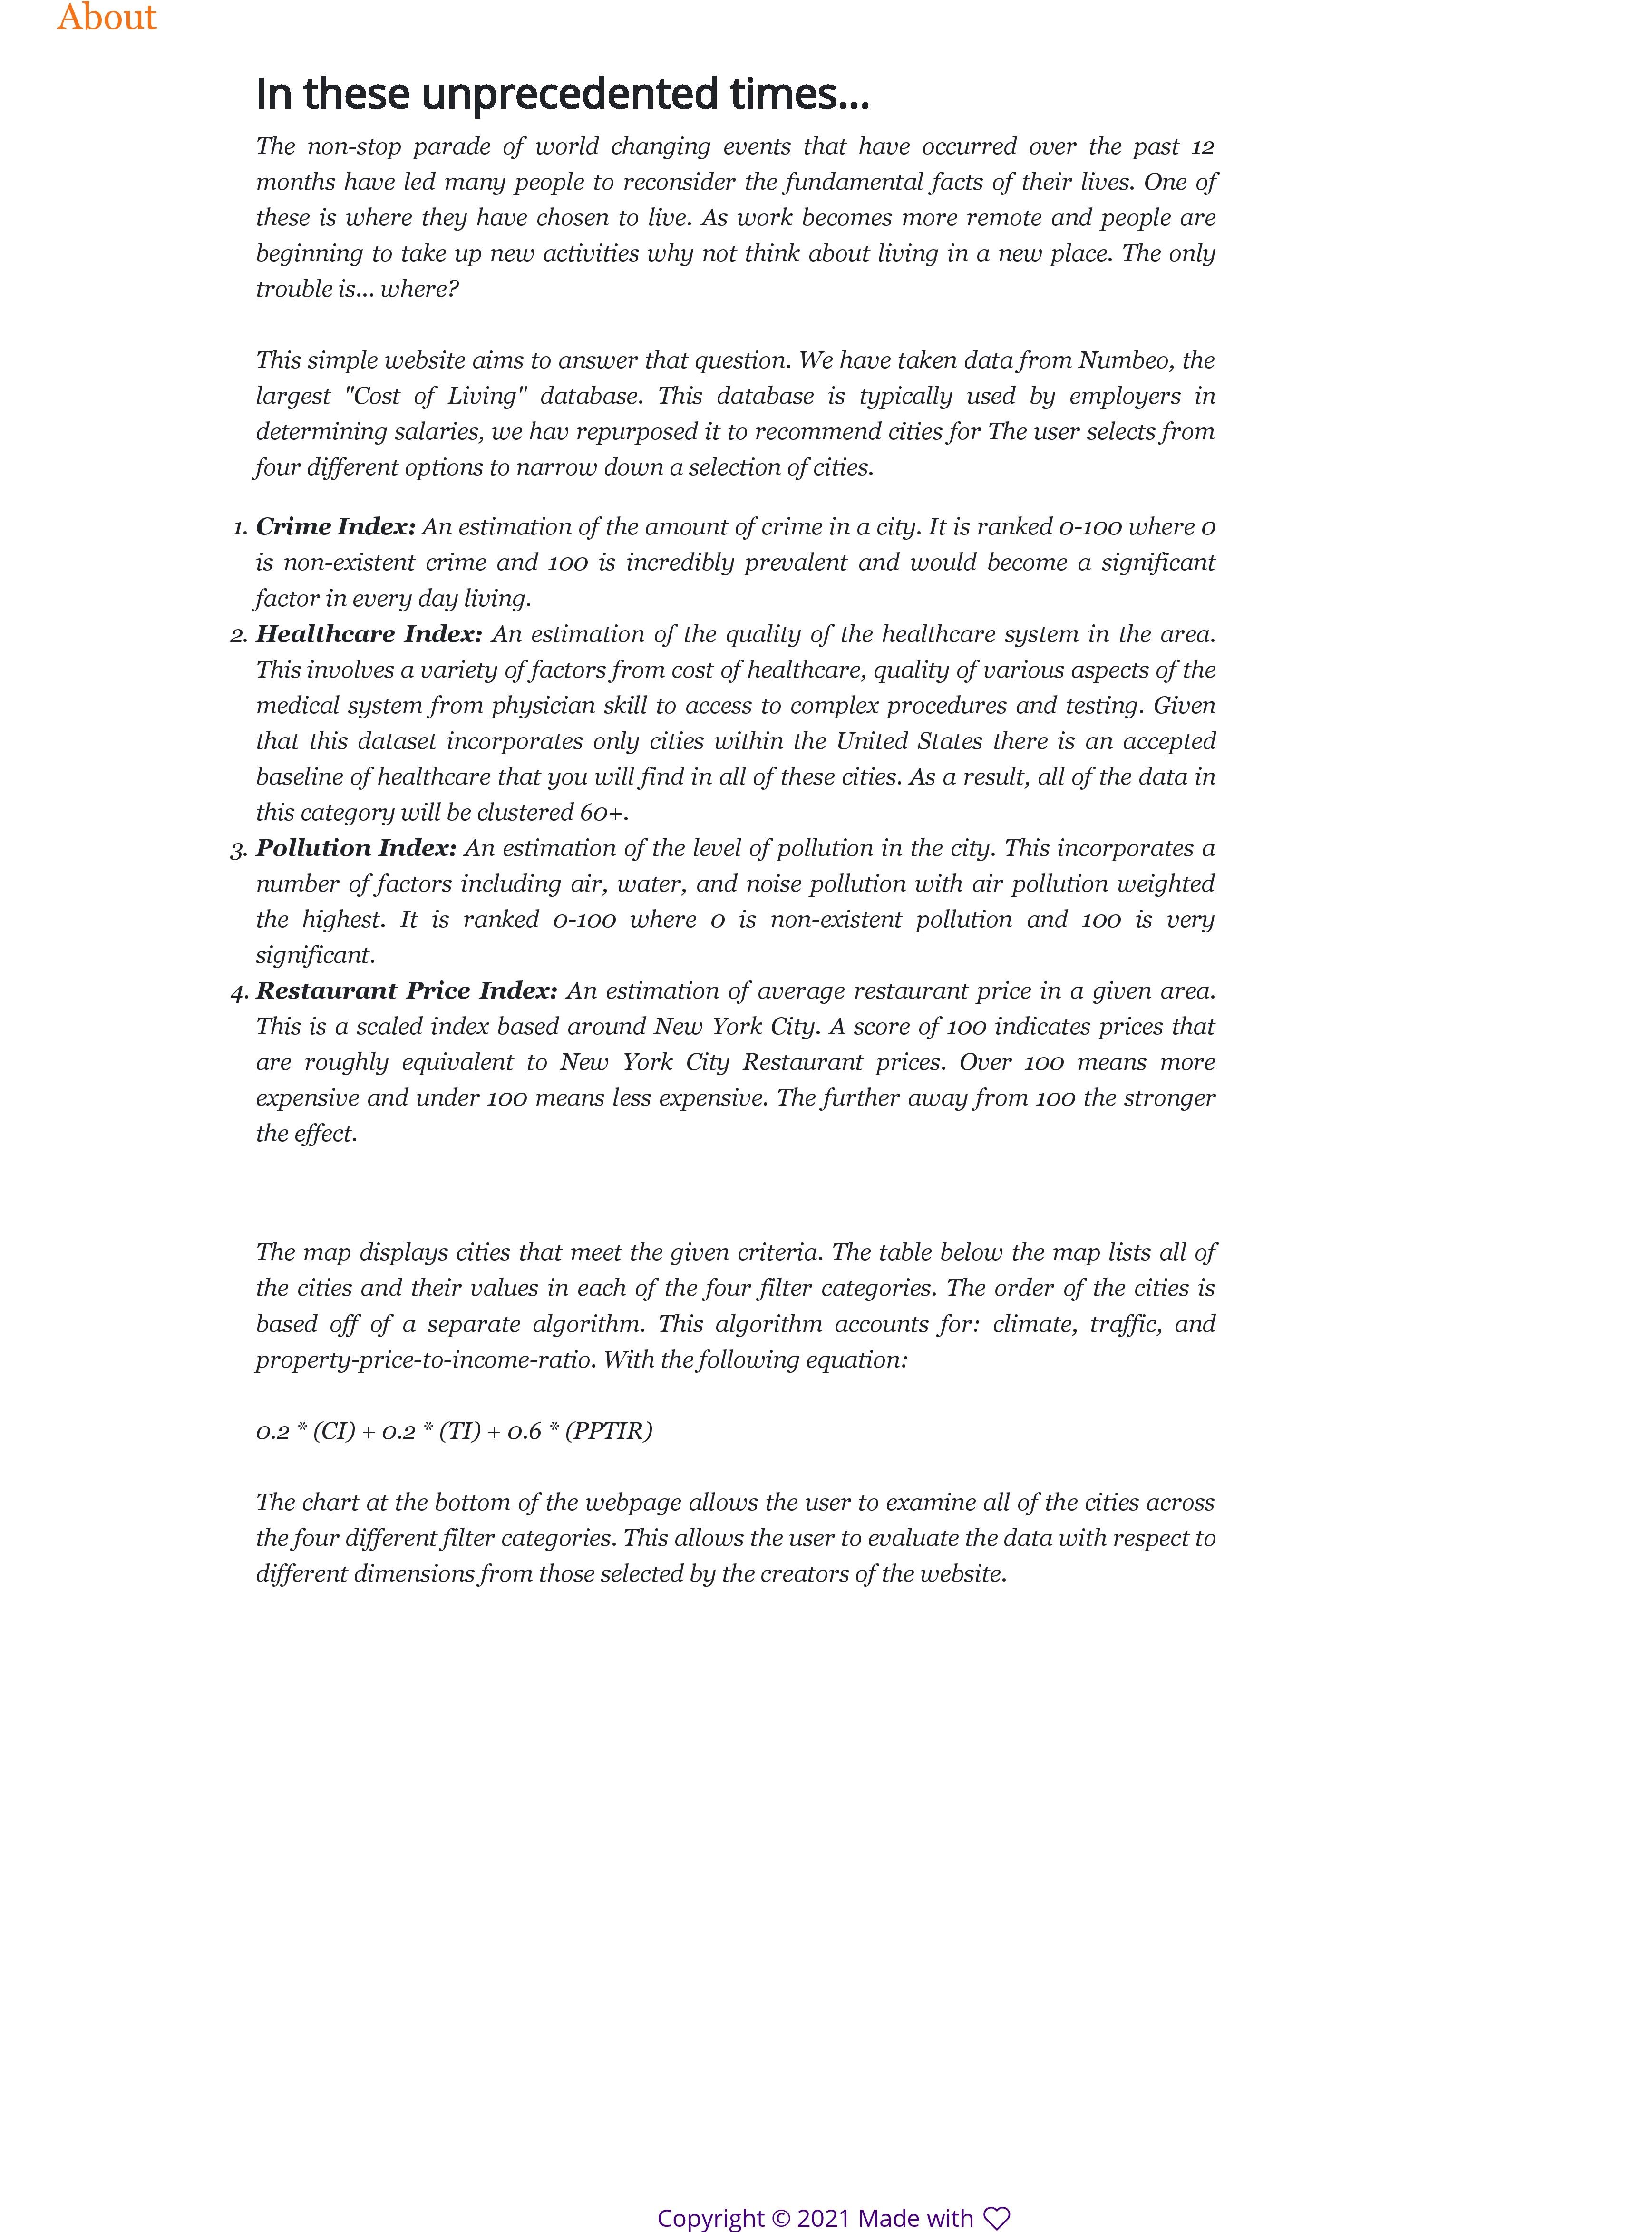 About
In these unprecedented times...
The non-stop parade of world changing events that have occurred over the past 12
months have led many people to reconsider the fundamental facts of their lives. One of
these is where they have chosen to live. As work becomes more remote and people are
beginning to take up new activities why not think about living in a new place. The only
trouble is... where?
This simple website aims to answer that question. We have taken data from Numbeo, the
largest "Cost of Living" database. This database is typically used by employers in
determining salaries, we hav repurposed it to recommend cities for The user selects from
four different options to narrow down a selection of cities.
1. Crime Index: An estimation of the amount of crime in a city. It is ranked 0-100 where 0
is non-existent crime and 100 is incredibly prevalent and would become a significant
factor in every day living.
2. Healthcare Index: An estimation of the quality of the healthcare system in the area.
This involves a variety of factors from cost of healthcare, quality of various aspects of the
medical system from physician skill to access to complex procedures and testing. Given
that this dataset incorporates only cities within the United States there is an accepted
baseline of healthcare that you will find in all of these cities. As a result, all of the data in
this category will be clustered 60+.
3. Pollution Index: An estimation of the level of pollution in the city. This incorporates a
number of factors including air, water, and noise pollution with air pollution weighted
the highest. It is ranked 0-100 where 0 is non-existent pollution and 100 is very
significant.
4. Restaurant Price Index: An estimation of average restaurant price in a given area.
This is a scaled index based around New York City. A score of 100 indicates prices that
are roughly equivalent to New York City Restaurant prices. Over 100 means more
expensive and under 100 means less expensive. The further away from 100 the stronger
the effect.
The map displays cities that meet the given criteria. The table below the map lists all of
the cities and their values in each of the four filter categories. The order of the cities is
based off of a separate algorithm. This algorithm accounts for: climate, traffic, and
property-price-to-income-ratio. With the following equation:
0.2 * (CI) + 0.2 * (TI) + 0.6 * (PPTIR)
The chart at the bottom of the webpage allows the user to examine all of the cities across
the four different filter categories. This allows the user to evaluate the data with respect to
different dimensions from those selected by the creators of the website.
Copyright © 2021 Made with ♡